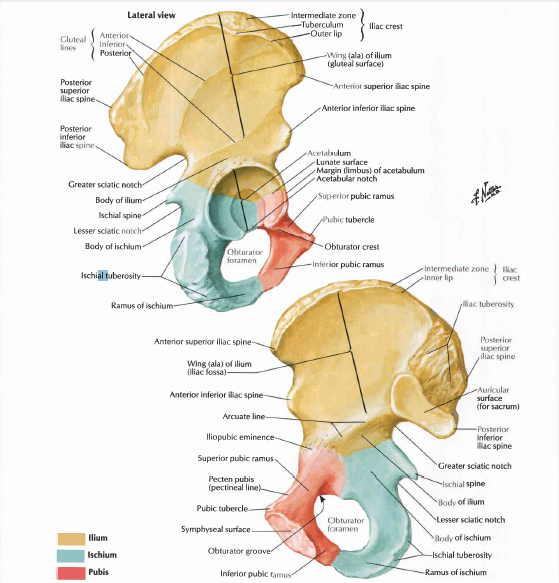 Lateral view
Intermediate zone
Tuberculum
Outer lip
Iliac crest
Gluteal
lines
Anterior
Inferior
Posterior
Wing (ala) of ilium
(gluteal surface)
Anterior superior iliac spine
Posterior
superior
iliac spine
Anterior inferior iliac spine
Posterior
inferior
iliac spine
Acetabulum
Lunate surface
Margin (limbus) of acetabulum
Acetabular notch
Greater sciatic notch
Body of ilium
Superior pubic ramus
Ischial spine
Pubic tubercle
Lesser sciatic notch
Body of ischium
Obturator crest
Obturator
foramen
Inferior pubic ramus
Ischial tuberosity
Ramus of ischium
Intermediate zone
Inner lip
Iliac
crest
Iliac tuberosity
Anterior superior iliac spine
Posterior
superior
iliac spine
Wing (ala) of ilium
(iliac fossa)
Anterior inferior iliac spine
Auricular
surface
(for sacrum)
Arcuate line
Iliopubic eminence
Posterior
inferior
iliac spine
Superior pubic ramus
Greater sciatic notch
Pecten pubis
(pectineal line)
Ischial spine
Body of ilium
Pubic tubercle
Lesser sciatic notch
Symphyseal surface
Obturator
foramen
Body of ischium
Obturator groove
Ischial tuberosity
Inferior pubic ramus
Ramus of ischium
Ilium
Ischium
Pubis